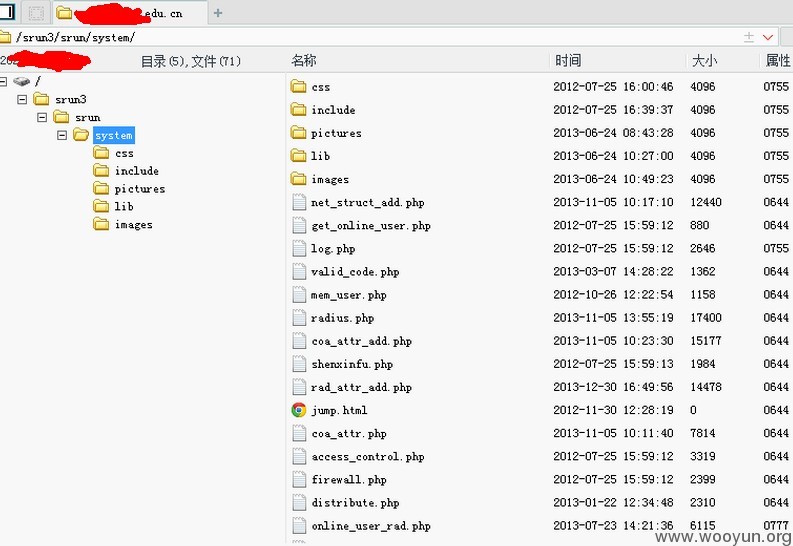 .edu.cn
/srun3/srun/system/
目录(5),文件(71)
名称 时间 大小 属性
/
srun3
srun
system
css
include
pictures
lib
images
css 2012-07-25 16:00:46 4096 0755
include 2012-07-25 16:39:37 4096 0755
pictures 2013-06-24 08:43:28 4096 0755
lib 2013-06-24 10:27:00 4096 0755
images 2013-06-24 10:49:23 4096 0755
net_struct_add.php 2013-11-05 10:17:10 12440 0644
get_online_user.php 2012-07-25 15:59:12 880 0644
log.php 2012-07-25 15:59:12 2646 0755
valid_code.php 2013-03-07 14:28:22 1362 0644
mem_user.php 2012-10-26 12:22:54 1158 0644
radius.php 2013-11-05 13:55:19 17400 0644
coa_attr_add.php 2013-11-05 10:23:30 15177 0644
shenxinfu.php 2012-07-25 15:59:13 1984 0644
rad_attr_add.php 2013-12-30 16:49:56 14478 0644
jump.html 2012-11-30 12:28:19 0 0644
coa_attr.php 2013-11-05 10:11:40 7814 0644
access_control.php 2012-07-25 15:59:12 3319 0644
firewall.php 2012-07-25 15:59:12 2399 0644
distribute.php 2013-01-22 12:34:48 2310 0644
online_user_rad.php 2013-07-23 14:21:36 6115 0777
www.wooyun.org